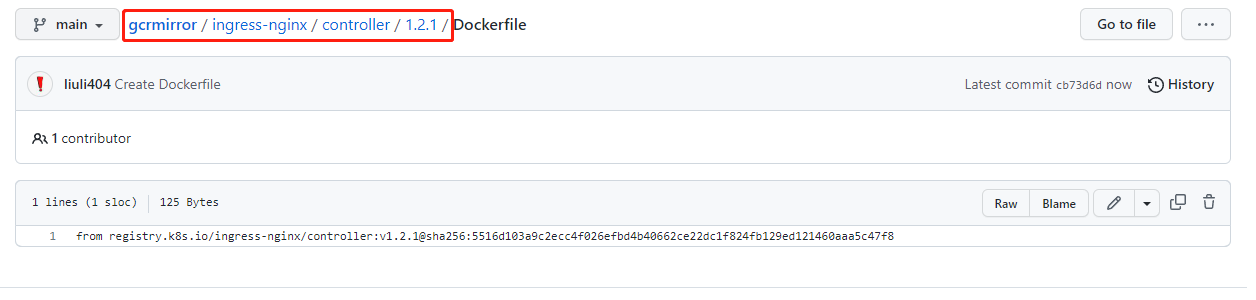 main gcrmirror / ingress-nginx / controller / 1.2.1 / Dockerfile Go to file ...
liuli404 Create Dockerfile Latest commit cb73d6d now History
1 contributor
1 lines (1 sloc) 125 Bytes Raw Blame
1 from registry.k8s.io/ingress-nginx/controller:v1.2.1@sha256:5516d103a9c2ecc4f026efbd4b40662ce22dc1f824fb129ed121460aaa5c47f8